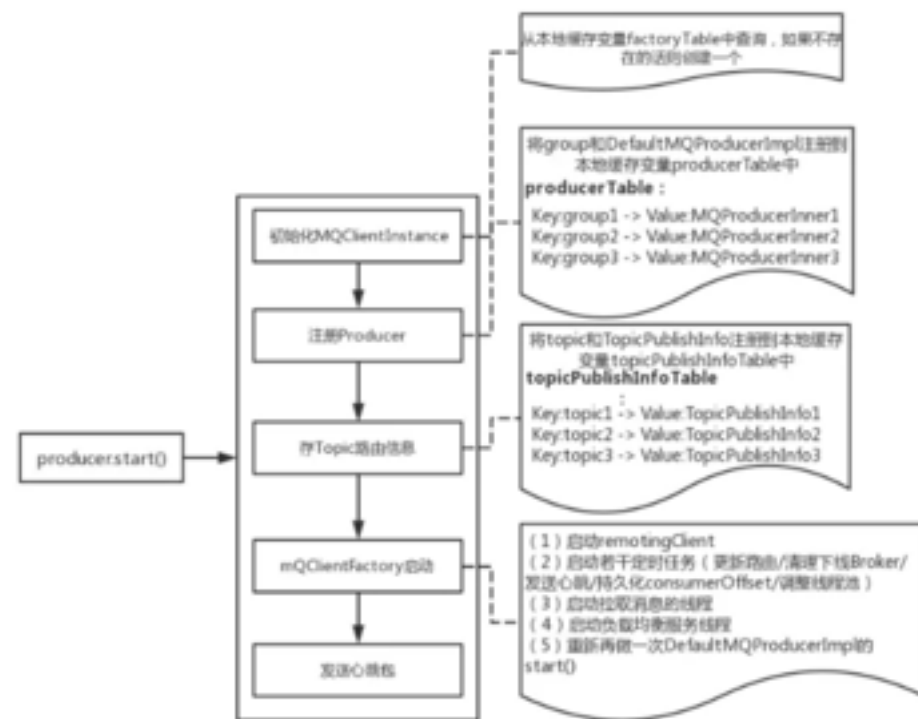 从本地缓存变量factoryTable中查询，如果不存
在的话则创建一个
将group和DefaultMQProducerImpl注册到
本地缓存变量producerTable中
producerTable：
Key:group1 -> Value:MQProducerInner1
Key:group2 -> Value:MQProducerInner2
Key:group3 -> Value:MQProducerInner3
初始化MQClientInstance
注册Producer
将topic和TopicPublishInfo注册到本地缓存
变量topicPublishInfoTable中
topicPublishInfoTable
：
Key:topic1 -> Value:TopicPublishInfo1
Key:topic2 -> Value:TopicPublishInfo2
Key:topic3 -> Value:TopicPublishInfo3
producer.start()
存Topic路由信息
mQClientFactory启动
发送心跳包
（1）启动remotingClient
（2）启动若干定时任务（更新路由/清理下线Broker/
发送心跳/持久化consumerOffset/调整线程池）
（3）启动拉取消息的线程
（4）启动负载均衡服务线程
（5）重新再做一次DefaultMQProducerImpl的
start()